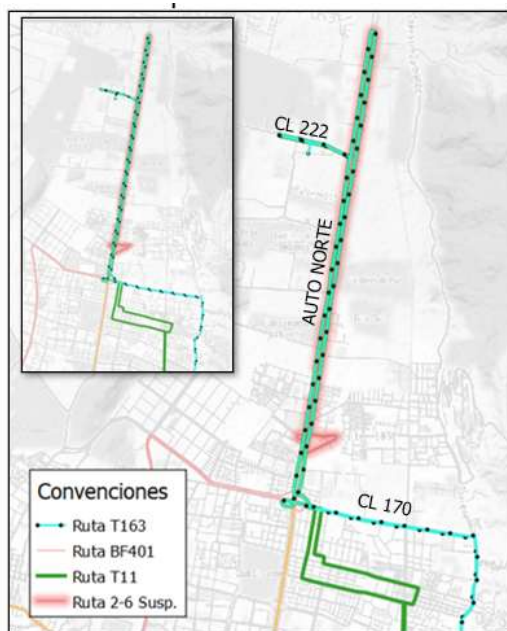 CL 222
AUTO NORTE
CL 170
Convenciones
Ruta T163
Ruta BF401
Ruta T11
Ruta 2-6 Susp.